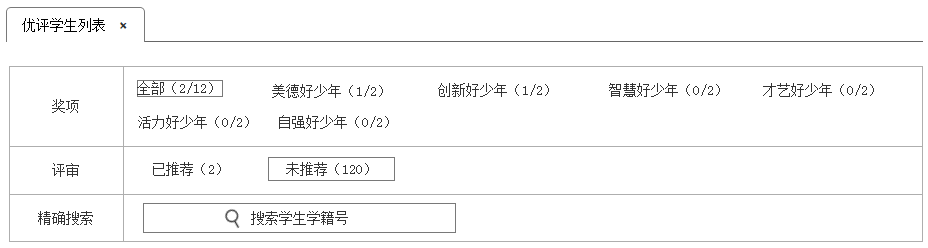 优评学生列表 ×
奖项
全部（2/12） 美德好少年（1/2） 创新好少年（1/2） 智慧好少年（0/2） 才艺好少年（0/2）
活力好少年（0/2） 自强好少年（0/2）
评审 已推荐（2） 未推荐（120）
精确搜索 搜索学生学籍号